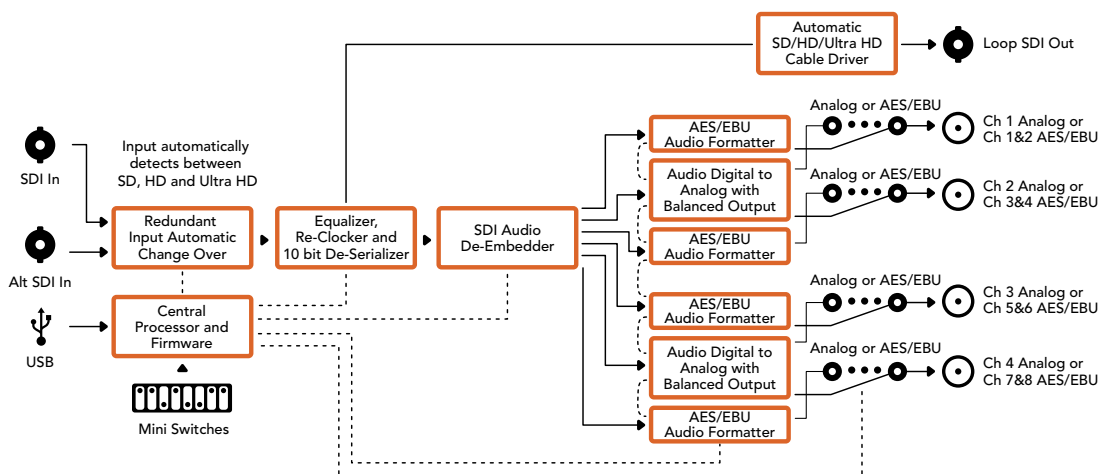 Automatic
SD/HD/Ultra HD
Cable Driver
Loop SDI Out
SDI In
Input automatically
detects between
SD, HD and Ultra HD
Alt SDI In
Redundant
Input Automatic
Change Over
Equalizer,
Re-Clocker and
10 bit De-Serializer
SDI Audio
De-Embedder
USB
Central
Processor and
Firmware
Mini Switches
AES/EBU
Audio Formatter
Audio Digital to
Analog with
Balanced Output
AES/EBU
Audio Formatter
AES/EBU
Audio Formatter
Audio Digital to
Analog with
Balanced Output
AES/EBU
Audio Formatter
Analog or AES/EBU
Ch 1 Analog or
Ch 1&2 AES/EBU
Analog or AES/EBU
Ch 2 Analog or
Ch 3&4 AES/EBU
Analog or AES/EBU
Ch 3 Analog or
Ch 5&6 AES/EBU
Analog or AES/EBU
Ch 4 Analog or
Ch 7&8 AES/EBU